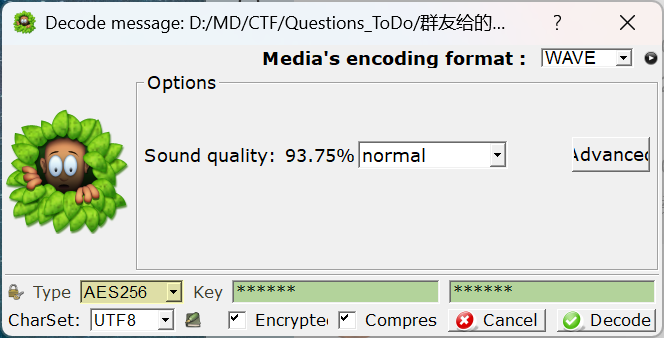 Decode message: D:/MD/CTF/Questions_ToDo/群友给的... ?
Media's encoding format : WAVE
Options
Sound quality: 93.75% normal Advanced
Type AES256 Key ****** ******
CharSet: UTF8 Encrypted Compres Cancel Decode